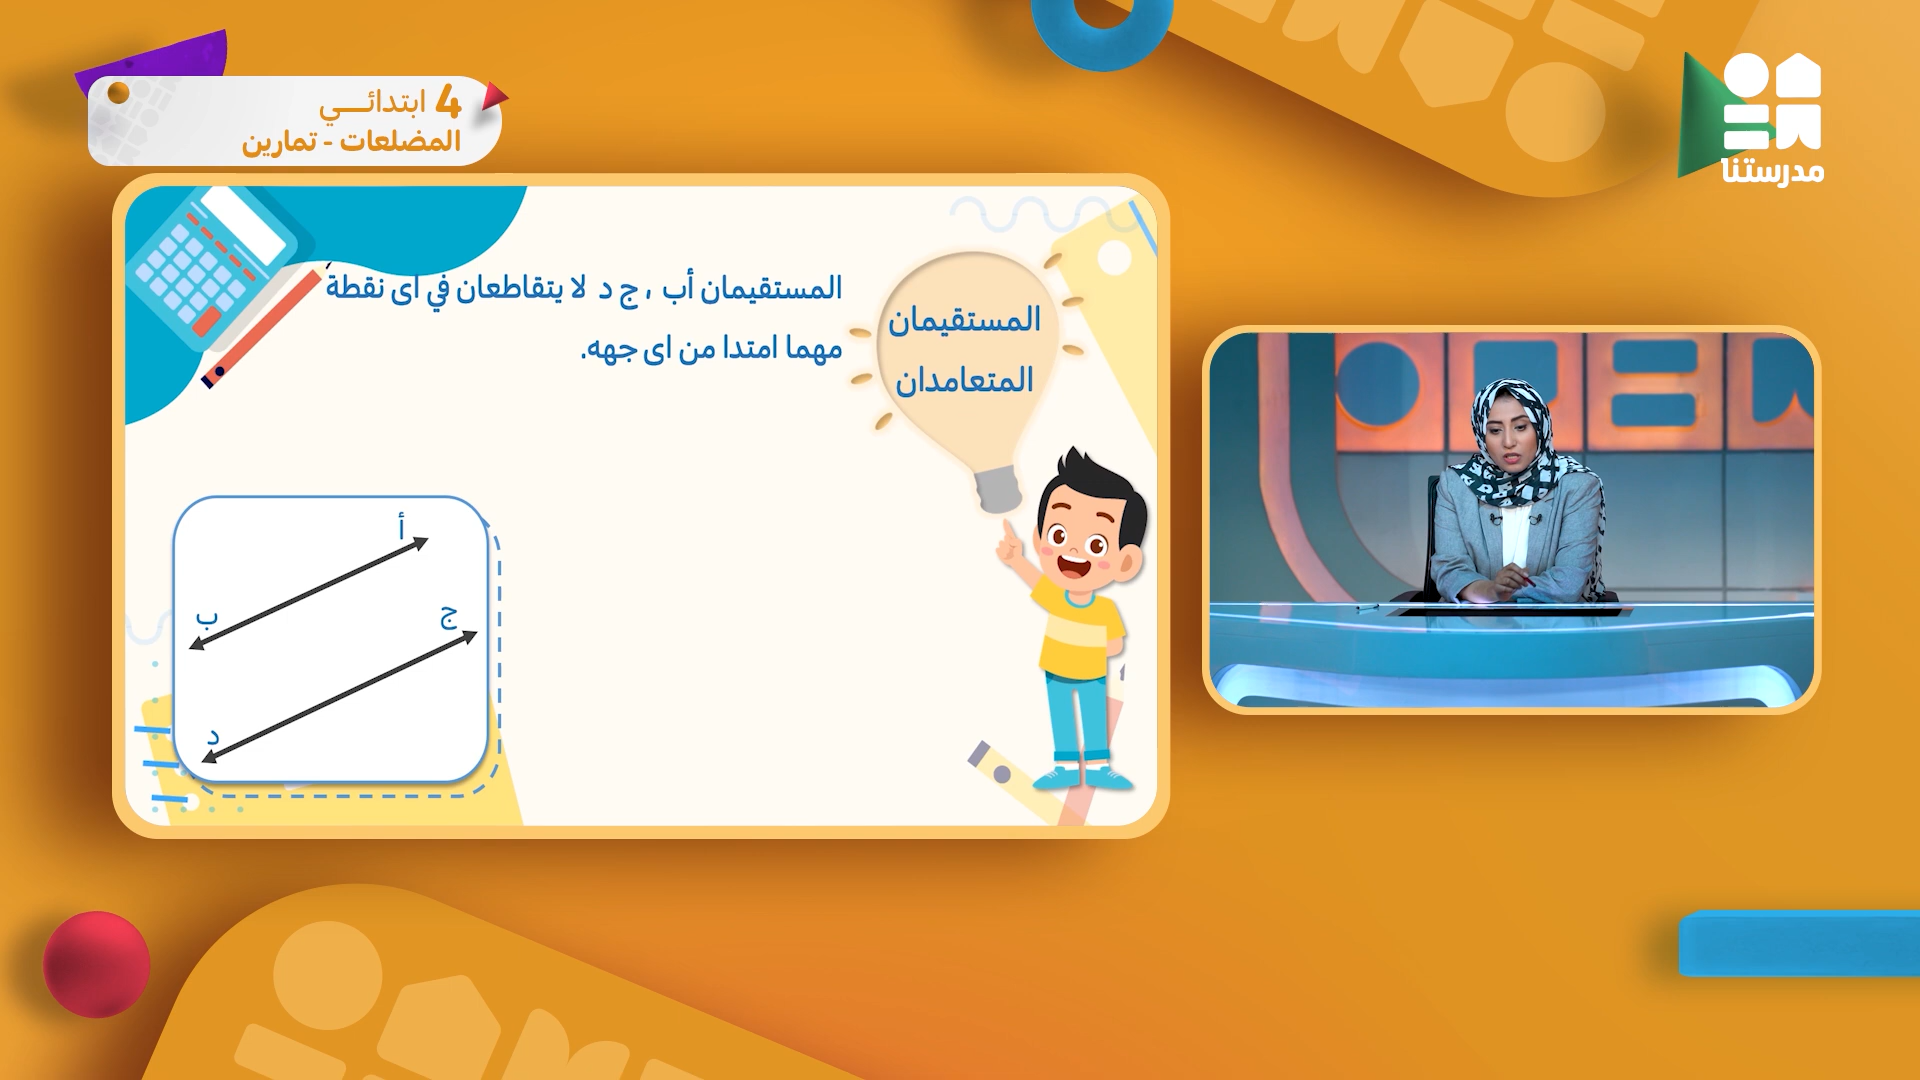 4 ابتدائـــي
المضلعات - تمارين
مدرستنا
المستقيمان
المتعامدان
المستقيمان أب ، ج د لا يتقاطعان في اى نقطة
مهما امتدا من اى جهه.
أ
ب
ج
د